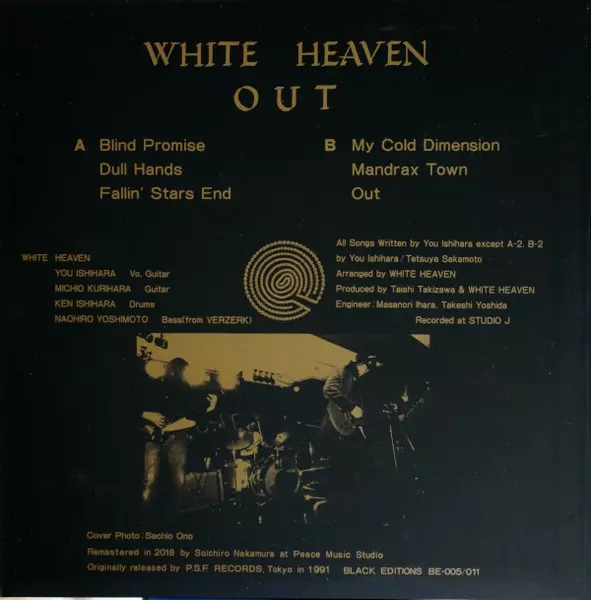 WHITE HEAVEN
OUT
A Blind Promise
Dull Hands
Fallin' Stars End
B My Cold Dimension
Mandrax Town
Out
WHITE HEAVEN
YOU ISHIHARA Vo. Guitar
MICHIO KURIHARA Guitar
KEN ISHIHARA Drums
NAOHIRO YOSHIMOTO Bass(from VERZERK)
All Songs Written by You Ishihara except A-2. B-2
by You Ishihara/Tetsuya Sakamoto
Arranged by WHITE HEAVEN
Produced by Taishi Takizawa & WHITE HEAVEN
Engineer:Masanori Ihara. Takeshi Yoshida
Recorded at STUDIO J
Cover Photo:Sachio Ono
Remastered in 2018 by Soichiro Nakamura at Peace Music Studio
Originally released by P.S.F. RECORDS, Tokyo in 1991 BLACK EDITIONS BE-005/011